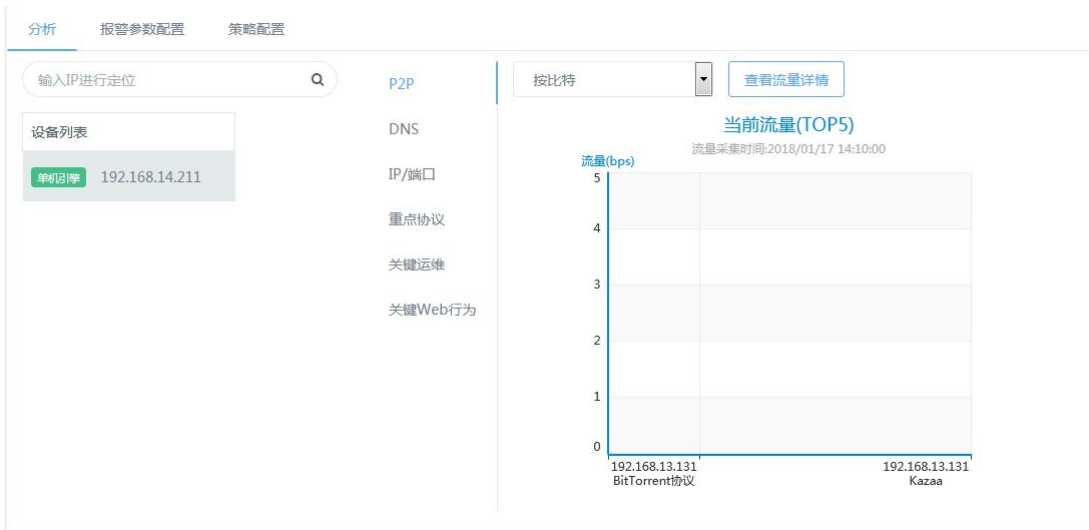 分析 报警参数配置 策略配置
输入IP进行定位
设备列表
单机引擎 192.168.14.211
P2P
DNS
IP/端口
重点协议
关键运维
关键Web行为
按比特 查看流量详情
当前流量(TOP5)
流量采集时间:2018/01/17 14:10:00
流量(bps)
5
4
3
2
1
0
192.168.13.131 192.168.13.131
BitTorrent协议 Kazaa